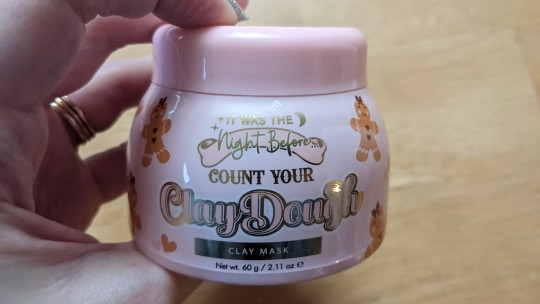 IT WAS THE
Night Before...
COUNT YOUR
Clay Dough
CLAY MASK
Net wt. 60 g / 2.11 oz ℮